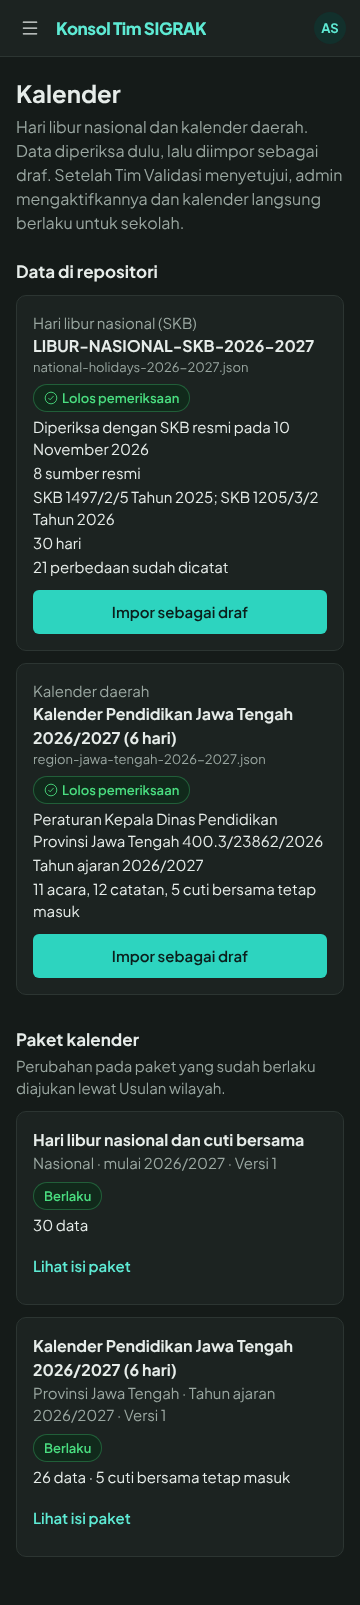 Konsol Tim SIGRAK
AS
Kalender
Hari libur nasional dan kalender daerah.
Data diperiksa dulu, lalu diimpor sebagai
draf. Setelah Tim Validasi menyetujui, admin
mengaktifkannya dan kalender langsung
berlaku untuk sekolah.
Data di repositori
Hari libur nasional (SKB)
LIBUR-NASIONAL-SKB-2026-2027
national-holidays-2026-2027.json
Lolos pemeriksaan
Diperiksa dengan SKB resmi pada 10
November 2026
8 sumber resmi
SKB 1497/2/5 Tahun 2025; SKB 1205/3/2
Tahun 2026
30 hari
21 perbedaan sudah dicatat
Impor sebagai draf
Kalender daerah
Kalender Pendidikan Jawa Tengah
2026/2027 (6 hari)
region-jawa-tengah-2026-2027.json
Lolos pemeriksaan
Peraturan Kepala Dinas Pendidikan
Provinsi Jawa Tengah 400.3/23862/2026
Tahun ajaran 2026/2027
11 acara, 12 catatan, 5 cuti bersama tetap
masuk
Impor sebagai draf
Paket kalender
Perubahan pada paket yang sudah berlaku
diajukan lewat Usulan wilayah.
Hari libur nasional dan cuti bersama
Nasional · mulai 2026/2027 · Versi 1
Berlaku
30 data
Lihat isi paket
Kalender Pendidikan Jawa Tengah
2026/2027 (6 hari)
Provinsi Jawa Tengah · Tahun ajaran
2026/2027 · Versi 1
Berlaku
26 data · 5 cuti bersama tetap masuk
Lihat isi paket